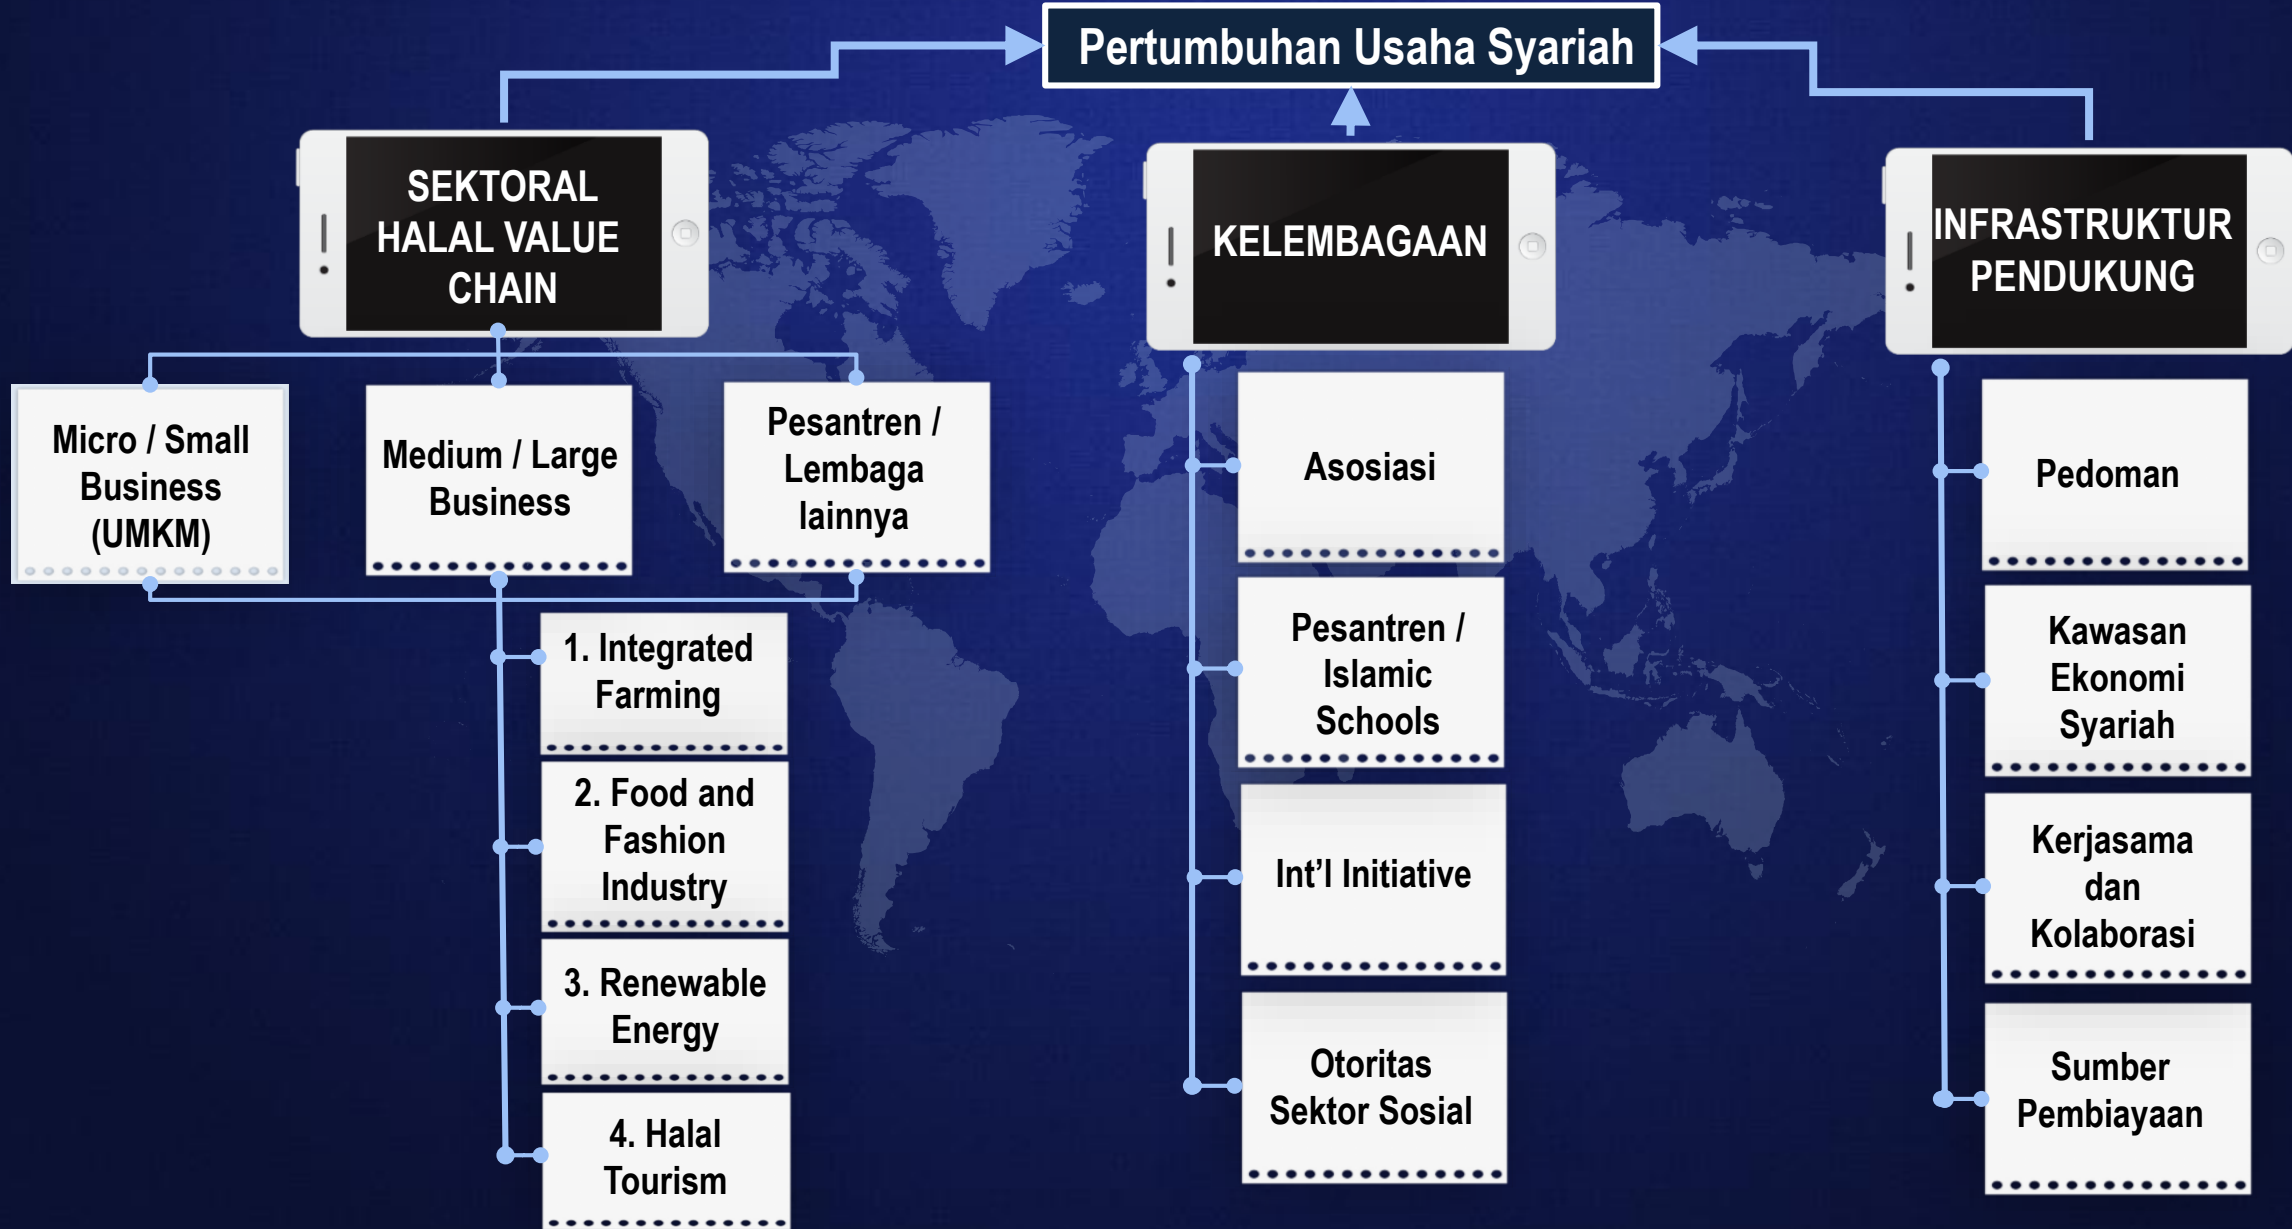 Pertumbuhan Usaha Syariah
SEKTORAL
HALAL VALUE
CHAIN
Micro / Small
Business
(UMKM)
Medium / Large
Business
Pesantren /
Lembaga
lainnya
1. Integrated
Farming
2. Food and
Fashion
Industry
3. Renewable
Energy
4. Halal
Tourism
KELEMBAGAAN
Asosiasi
Pesantren /
Islamic
Schools
Int’l Initiative
Otoritas
Sektor Sosial
INFRASTRUKTUR
PENDUKUNG
Pedoman
Kawasan
Ekonomi
Syariah
Kerjasama
dan
Kolaborasi
Sumber
Pembiayaan